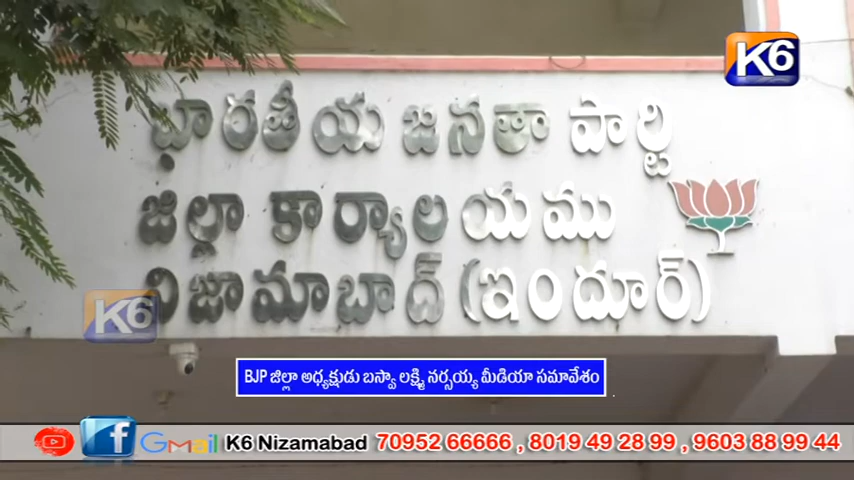 K6
భారతీయ జనతా పార్టి
జిల్లా కార్యాలయము
నిజామాబాద్ (ఇందూర్)
K6
BJP జిల్లా అధ్యక్షుడు బస్వా లక్ష్మి నర్సయ్య మీడియా సమావేశం
f Gmail K6 Nizamabad 70952 66666 , 8019 49 28 99 , 9603 88 99 44